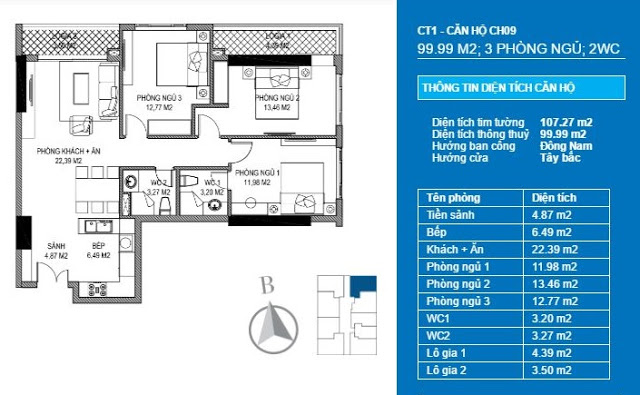 LÔGIA 2
3,50 M2
LÔGIA 1
4,39 M2
PHÒNG NGỦ 3
12,77 M2
PHÒNG NGỦ 2
13,46 M2
PHÒNG KHÁCH + ĂN
22,39 M2
PHÒNG NGỦ 1
11,98 M2
WC 2
3,27 M2
WC 1
3,20 M2
SẢNH
4,87 M2
BẾP
6,49 M2
B
CT1 - CĂN HỘ CH09
99.99 M2; 3 PHÒNG NGỦ; 2WC
THÔNG TIN DIỆN TÍCH CĂN HỘ
Diện tích tim tường 107.27 m2
Diện tích thông thuỷ 99.99 m2
Hướng ban công Đông Nam
Hướng cửa Tây bắc
Tên phòng Diện tích
Tiền sảnh 4.87 m2
Bếp 6.49 m2
Khách + Ăn 22.39 m2
Phòng ngủ 1 11.98 m2
Phòng ngủ 2 13.46 m2
Phòng ngủ 3 12.77 m2
WC1 3.20 m2
WC2 3.27 m2
Lô gia 1 4.39 m2
Lô gia 2 3.50 m2